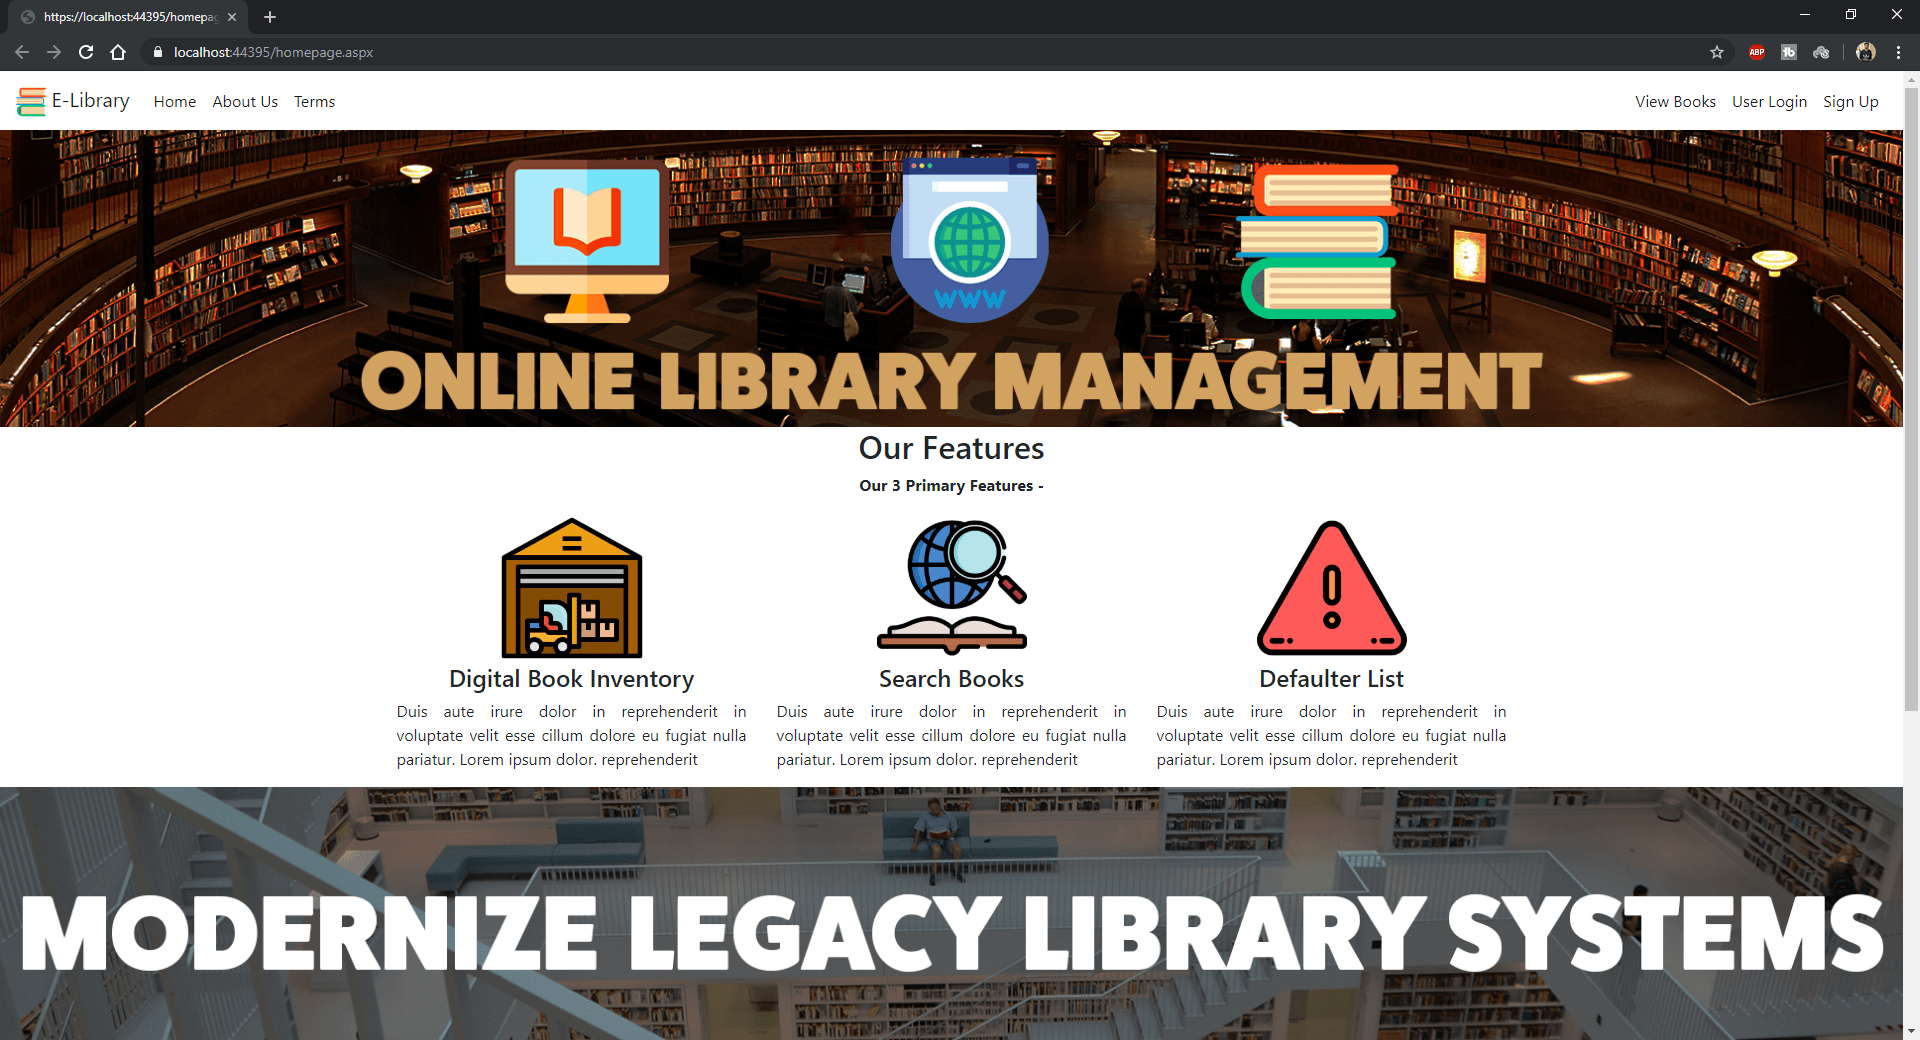 https://localhost:44395/homepag
localhost:44395/homepage.aspx
ABP
E-Library
Home
About Us
Terms
View Books
User Login
Sign Up
WWW
ONLINE LIBRARY MANAGEMENT
Our Features
Our 3 Primary Features -
Digital Book Inventory
Duis aute irure dolor in reprehenderit in
voluptate velit esse cillum dolore eu fugiat nulla
pariatur. Lorem ipsum dolor. reprehenderit
Search Books
Duis aute irure dolor in reprehenderit in
voluptate velit esse cillum dolore eu fugiat nulla
pariatur. Lorem ipsum dolor. reprehenderit
Defaulter List
Duis aute irure dolor in reprehenderit in
voluptate velit esse cillum dolore eu fugiat nulla
pariatur. Lorem ipsum dolor. reprehenderit
MODERNIZE LEGACY LIBRARY SYSTEMS